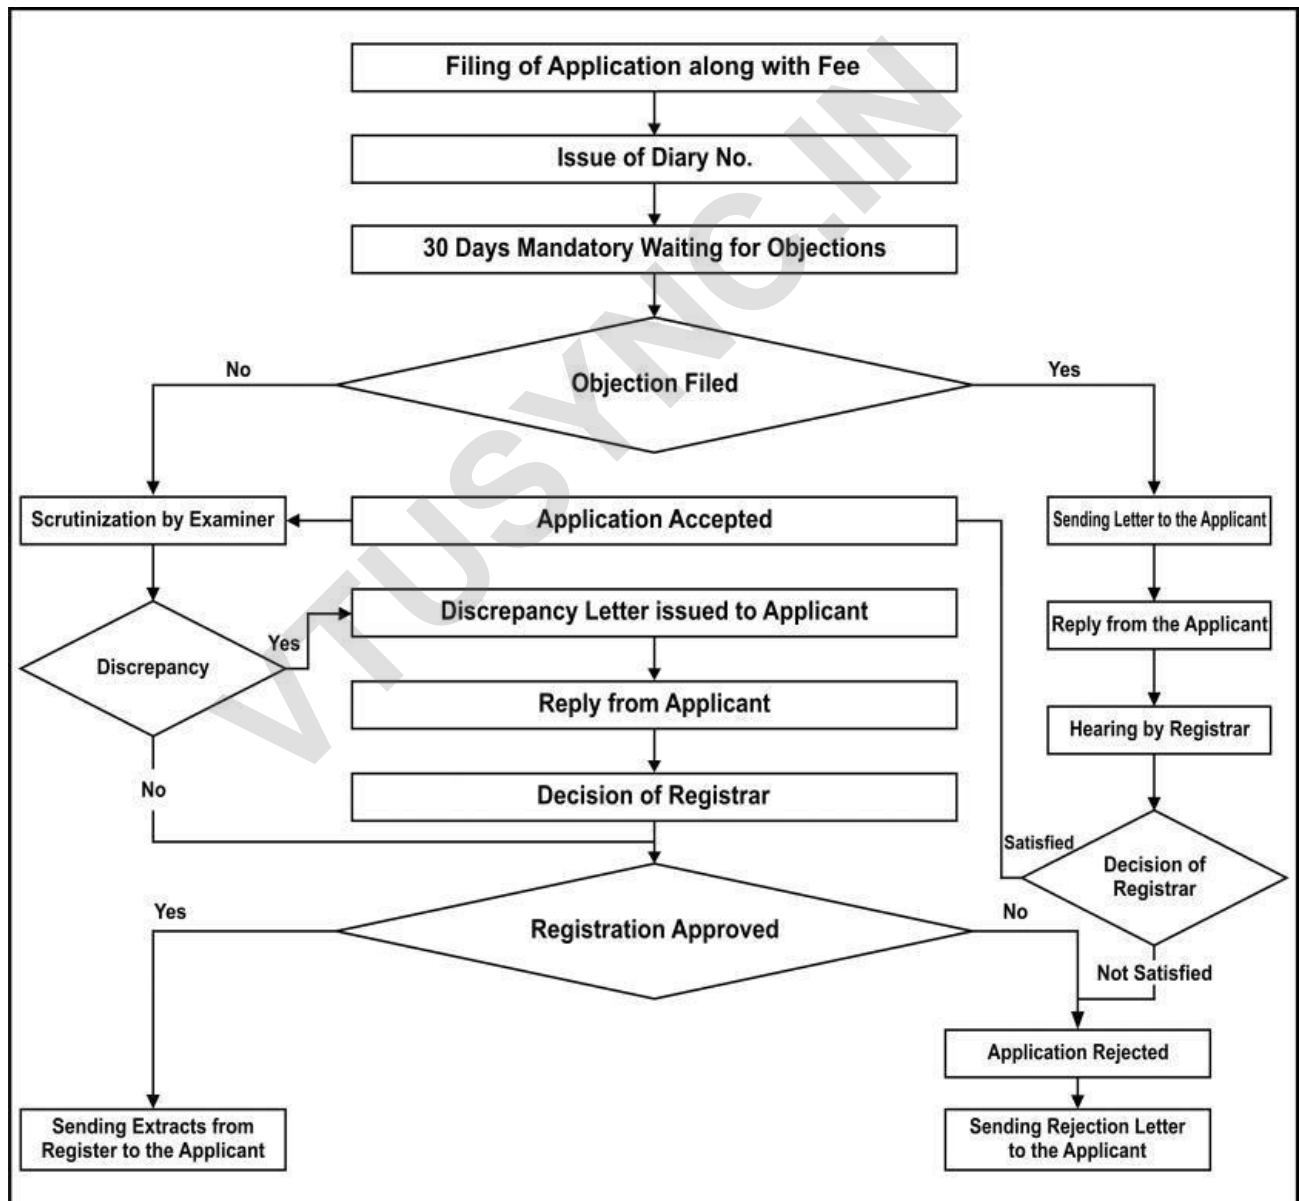 Filing of Application along with Fee
Issue of Diary No.
30 Days Mandatory Waiting for Objections
No
Objection Filed
Yes
Scrutinization by Examiner
Application Accepted
Sending Letter to the Applicant
Discrepancy Letter issued to Applicant
Reply from the Applicant
Yes
Discrepancy
Reply from Applicant
Hearing by Registrar
No
Decision of Registrar
Satisfied
Decision of
Registrar
Yes
Registration Approved
No
Not Satisfied
Application Rejected
Sending Extracts from
Register to the Applicant
Sending Rejection Letter
to the Applicant
VTUSYNC.IN